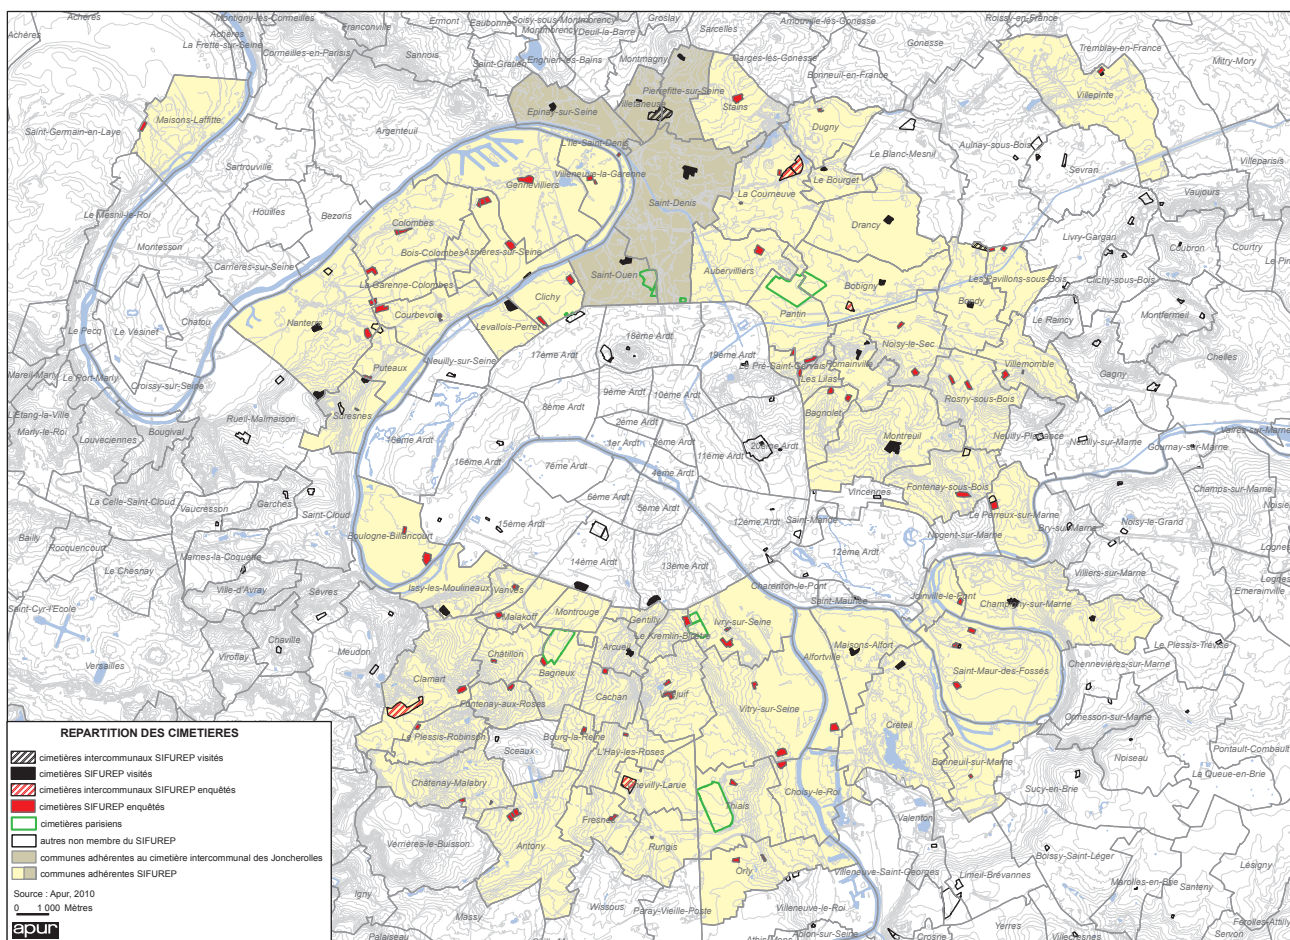 Achères
Montigny-lès-Cormeilles
Franconville
Ermont
Eaubonne
Soisy-sous-Montmorency
Groslay
Arnouville-lès-Gonesse
Roissy-en-France
Achères
Achères
La Frette-sur-Seine
Cormeilles-en-Parisis
Sannois
Saint-Gratien
Enghien-les-Bains
Montmorency
Deuil-la-Barre
Montmagny
Sarcelles
Garges-lès-Gonesse
Bonneuil-en-France
Gonesse
Tremblay-en-France
Mitry-Mory
Maisons-Laffitte
Saint-Germain-en-Laye
Argenteuil
Epinay-sur-Seine
Villetaneuse
Pierrefitte-sur-Seine
Stains
Dugny
Villepinte
L'Ile-Saint-Denis
Le Blanc-Mesnil
Aulnay-sous-Bois
Sevran
Villeparisis
Sartrouville
Gennevilliers
Villeneuve-la-Garenne
La Courneuve
Le Bourget
Vaujours
Le Mesnil-le-Roi
Houilles
Bezons
Colombes
Saint-Denis
Drancy
Livry-Gargan
Coubron
Courtry
Le Pin
Montesson
Carrières-sur-Seine
Bois-Colombes
Asnières-sur-Seine
Saint-Ouen
Aubervilliers
Bobigny
Les Pavillons-sous-Bois
Clichy-sous-Bois
La-Garenne-Colombes
Clichy
Pantin
Bondy
Montfermeil
Le Pecq
Le Vésinet
Chatou
Nanterre
Courbevoie
Levallois-Perret
Le Raincy
Chelles
17ème Ardt
18ème Ardt
19ème Ardt
Noisy-le-Sec
Mareil-Marly
Le Port-Marly
Croissy-sur-Seine
Puteaux
Neuilly-sur-Seine
Pré-Saint-Gervais
Romainville
Villemomble
Gagny
Les Lilas
L'Etang-la-Ville
Marly-le-Roi
Louveciennes
Bougival
Rueil-Malmaison
Suresnes
8ème Ardt
9ème Ardt
10ème Ardt
Bagnolet
Rosny-sous-Bois
2ème Ardt
16ème Ardt
1er Ardt
3ème Ardt
11ème Ardt
20ème Ardt
Montreuil
Neuilly-Plaisance
Neuilly-sur-Marne
Gournay-sur-Marne
Vaires-sur-Marne
16ème Ardt
7ème Ardt
4ème Ardt
La Celle-Saint-Cloud
Vaucresson
Garches
Saint-Cloud
6ème Ardt
5ème Ardt
Vincennes
Fontenay-sous-Bois
Champs-sur-Marne
Boulogne-Billancourt
15ème Ardt
12ème Ardt
Saint-Mandé
Le Perreux-sur-Marne
Bry-sur-Marne
Noisy-le-Grand
Bailly
Rocquencourt
Marnes-la-Coquette
Nogent-sur-Marne
Le Chesnay
14ème Ardt
13ème Ardt
12ème Ardt
Villiers-sur-Marne
Ville-d'Avray
Sèvres
Issy-les-Moulineaux
Vanves
Charenton-le-Pont
Saint-Maurice
Joinville-le-Pont
Champigny-sur-Marne
Emerainville
Saint-Cyr-l'Ecole
Malakoff
Montrouge
Gentilly
Ivry-sur-Seine
Chaville
Le Kremlin-Bicêtre
Versailles
Viroflay
Meudon
Châtillon
Arcueil
Alfortville
Maisons-Alfort
Le Plessis-Trévise
Clamart
Bagneux
Saint-Maur-des-Fossés
Chennevières-sur-Marne
Fontenay-aux-Roses
Cachan
Villejuif
Vitry-sur-Seine
Créteil
Ormesson-sur-Marne
Le Plessis-Robinson
Bourg-la-Reine
Sceaux
L'Haÿ-les-Roses
Noiseau
Pontault-Combault
Châtenay-Malabry
Chevilly-Larue
Bonneuil-sur-Marne
La Queue-en-Brie
Choisy-le-Roi
Sucy-en-Brie
Thiais
Fresnes
Valenton
Verrières-le-Buisson
Antony
Rungis
Boissy-Saint-Léger
Lésigny
Orly
Villeneuve-Saint-Georges
Limeil-Brévannes
Marolles-en-Brie
Santeny
Igny
Massy
Wissous
Paray-Vieille-Poste
Villeneuve-le-Roi
Palaiseau
Athis-Mons
Ablon-sur-Seine
Crosne
Yerres
Villecresnes
Servon
Férolles-Attilly
REPARTITION DES CIMETIERES
cimetières intercommunaux SIFUREP visités
cimetières SIFUREP visités
cimetières intercommunaux SIFUREP enquêtés
cimetières SIFUREP enquêtés
cimetières parisiens
autres non membre du SIFUREP
communes adhérentes au cimetière intercommunal des Joncherolles
communes adhérentes SIFUREP
Source : Apur, 2010
0 1 000 Mètres
apur